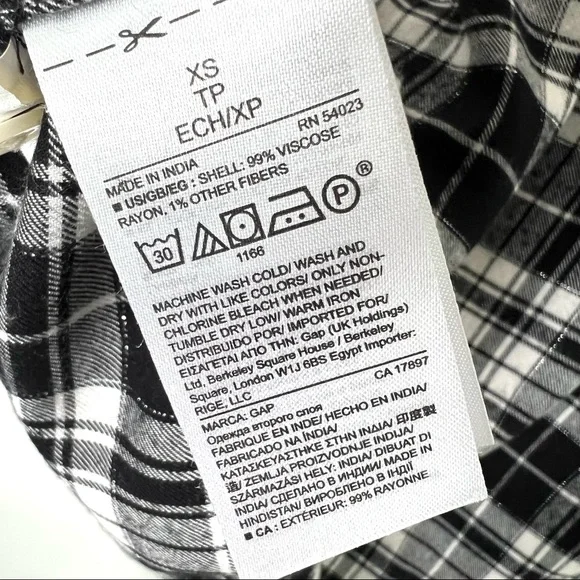 XS
TP
ECH/XP
RN 54023
MADE IN INDIA
■ US/GB/EG : SHELL: 99% VISCOSE
RAYON, 1% OTHER FIBERS
30 P ®
1166
MACHINE WASH COLD/ WASH AND
DRY WITH LIKE COLORS/ ONLY NON-
CHLORINE BLEACH WHEN NEEDED/
TUMBLE DRY LOW/ WARM IRON
DISTRIBUIDO POR/ IMPORTADO POR/
ΕΙΣΑΓΕΤΑΙ ΑΠΟ ΤΗΝ: Gap (UK Holdings)
Ltd, Berkeley Square House / Berkeley
Square, London W1J 6BS Egypt Importer:
RIGE, LLC
CA 17897
MARCA: GAP
Одежда второго слоя
FABRIQUE EN INDE/ HECHO EN INDIA/
FABRICADO NA ÍNDIA/
ΚΑΤΑΣΚΕΥΑΣΤΗΚΕ ΣΤΗΝ ΙΝΔΙΑ/ 印度製
造/ ZEMLJA PROIZVODNJE INDIJA/
SZÁRMAZÁSI HELY: INDIA/ DIBUAT DI
INDIA/ СДЕЛАНО В ИНДИИ/ MADE IN
HINDISTAN/ ВИРОБЛЕНО В ІНДІЇ
■ CA : EXTÉRIEUR: 99% RAYONNE